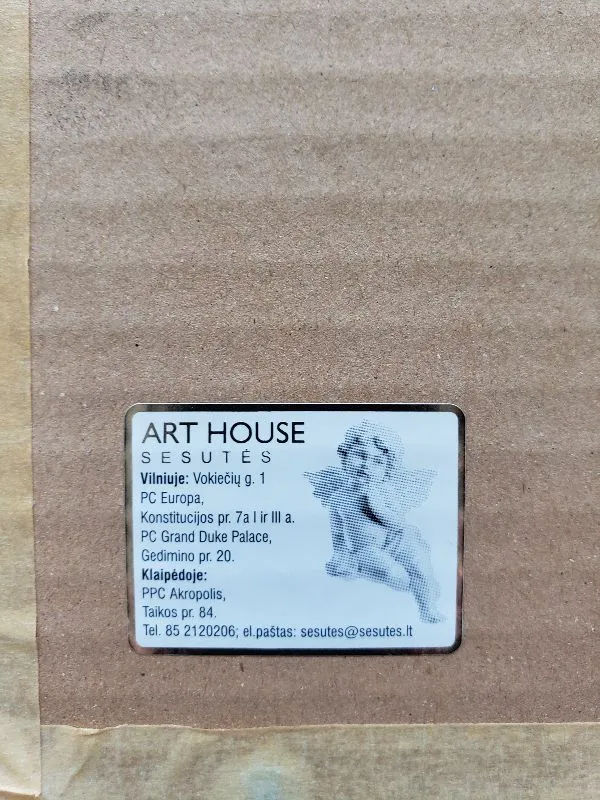 ART HOUSE
SESUTĖS
Vilniuje: Vokiečių g. 1
PC Europa,
Konstitucijos pr. 7a I ir III a.
PC Grand Duke Palace,
Gedimino pr. 20.
Klaipėdoje:
PPC Akropolis,
Taikos pr. 84.
Tel. 85 2120206; el.paštas: sesutes@sesutes.lt